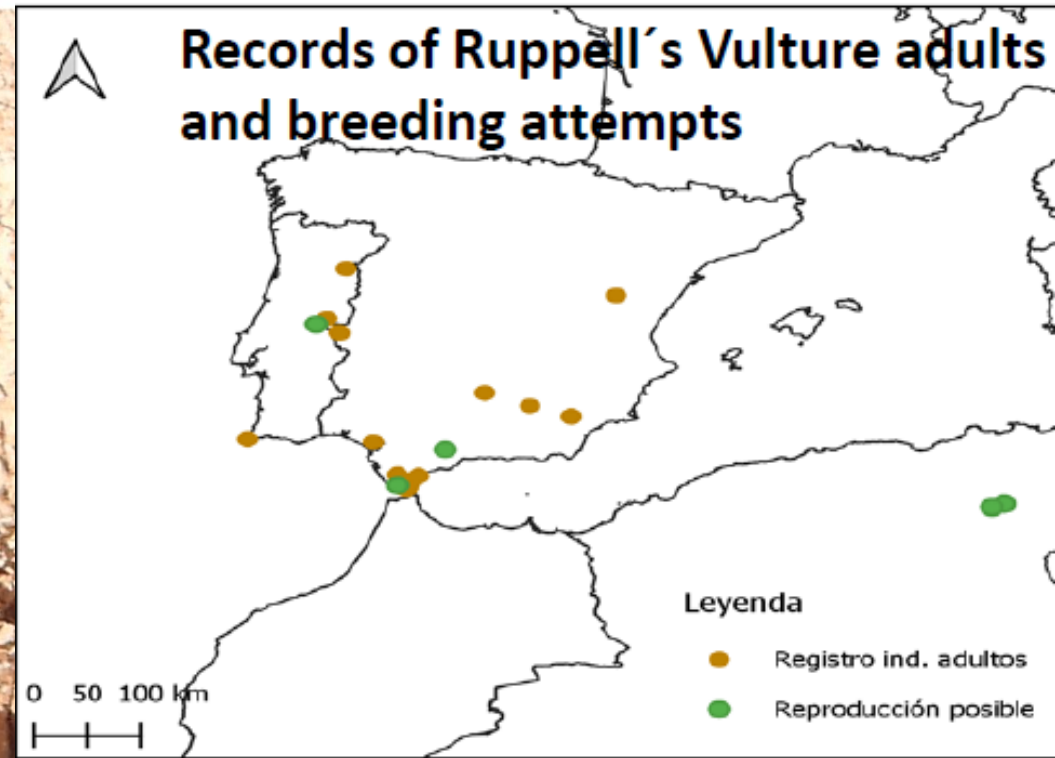 Records of Ruppell´s Vulture adults
and breeding attempts
Leyenda
Registro ind. adultos
Reproducción posible
0 50 100 km